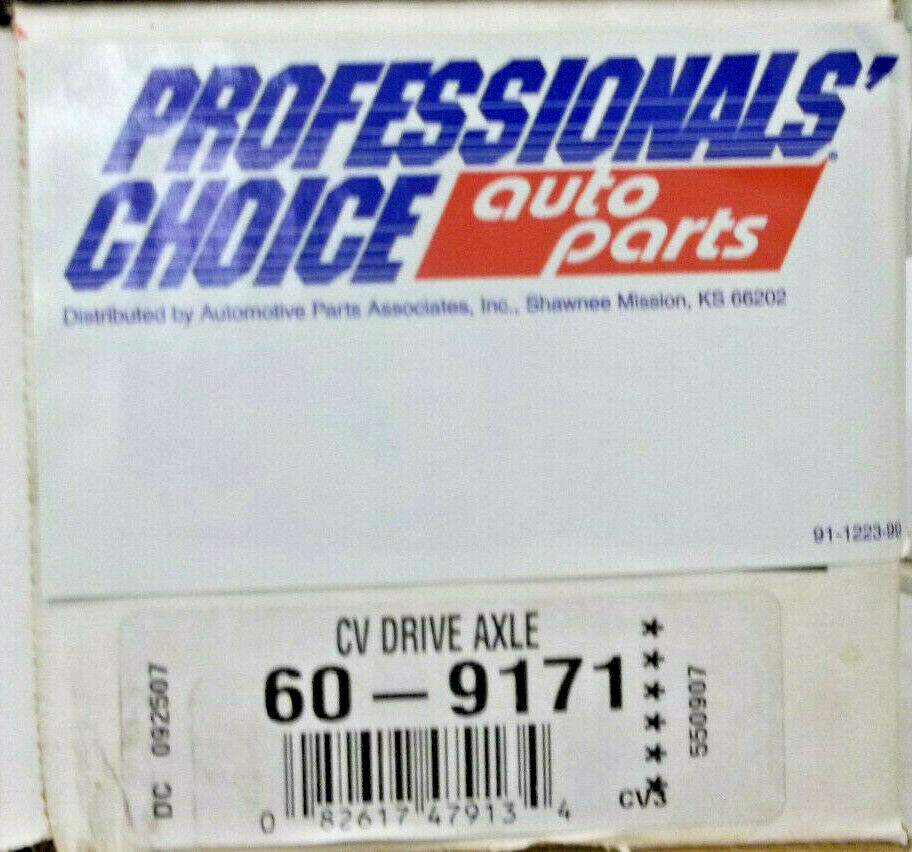 PROFESSIONALS'
CHOICE auto parts
Distributed by Automotive Parts Associates, Inc., Shawnee Mission, KS 66202
91-1223-99
CV DRIVE AXLE
60-9171
DC 092507
******
550907
CV3
0 82617 47913 4